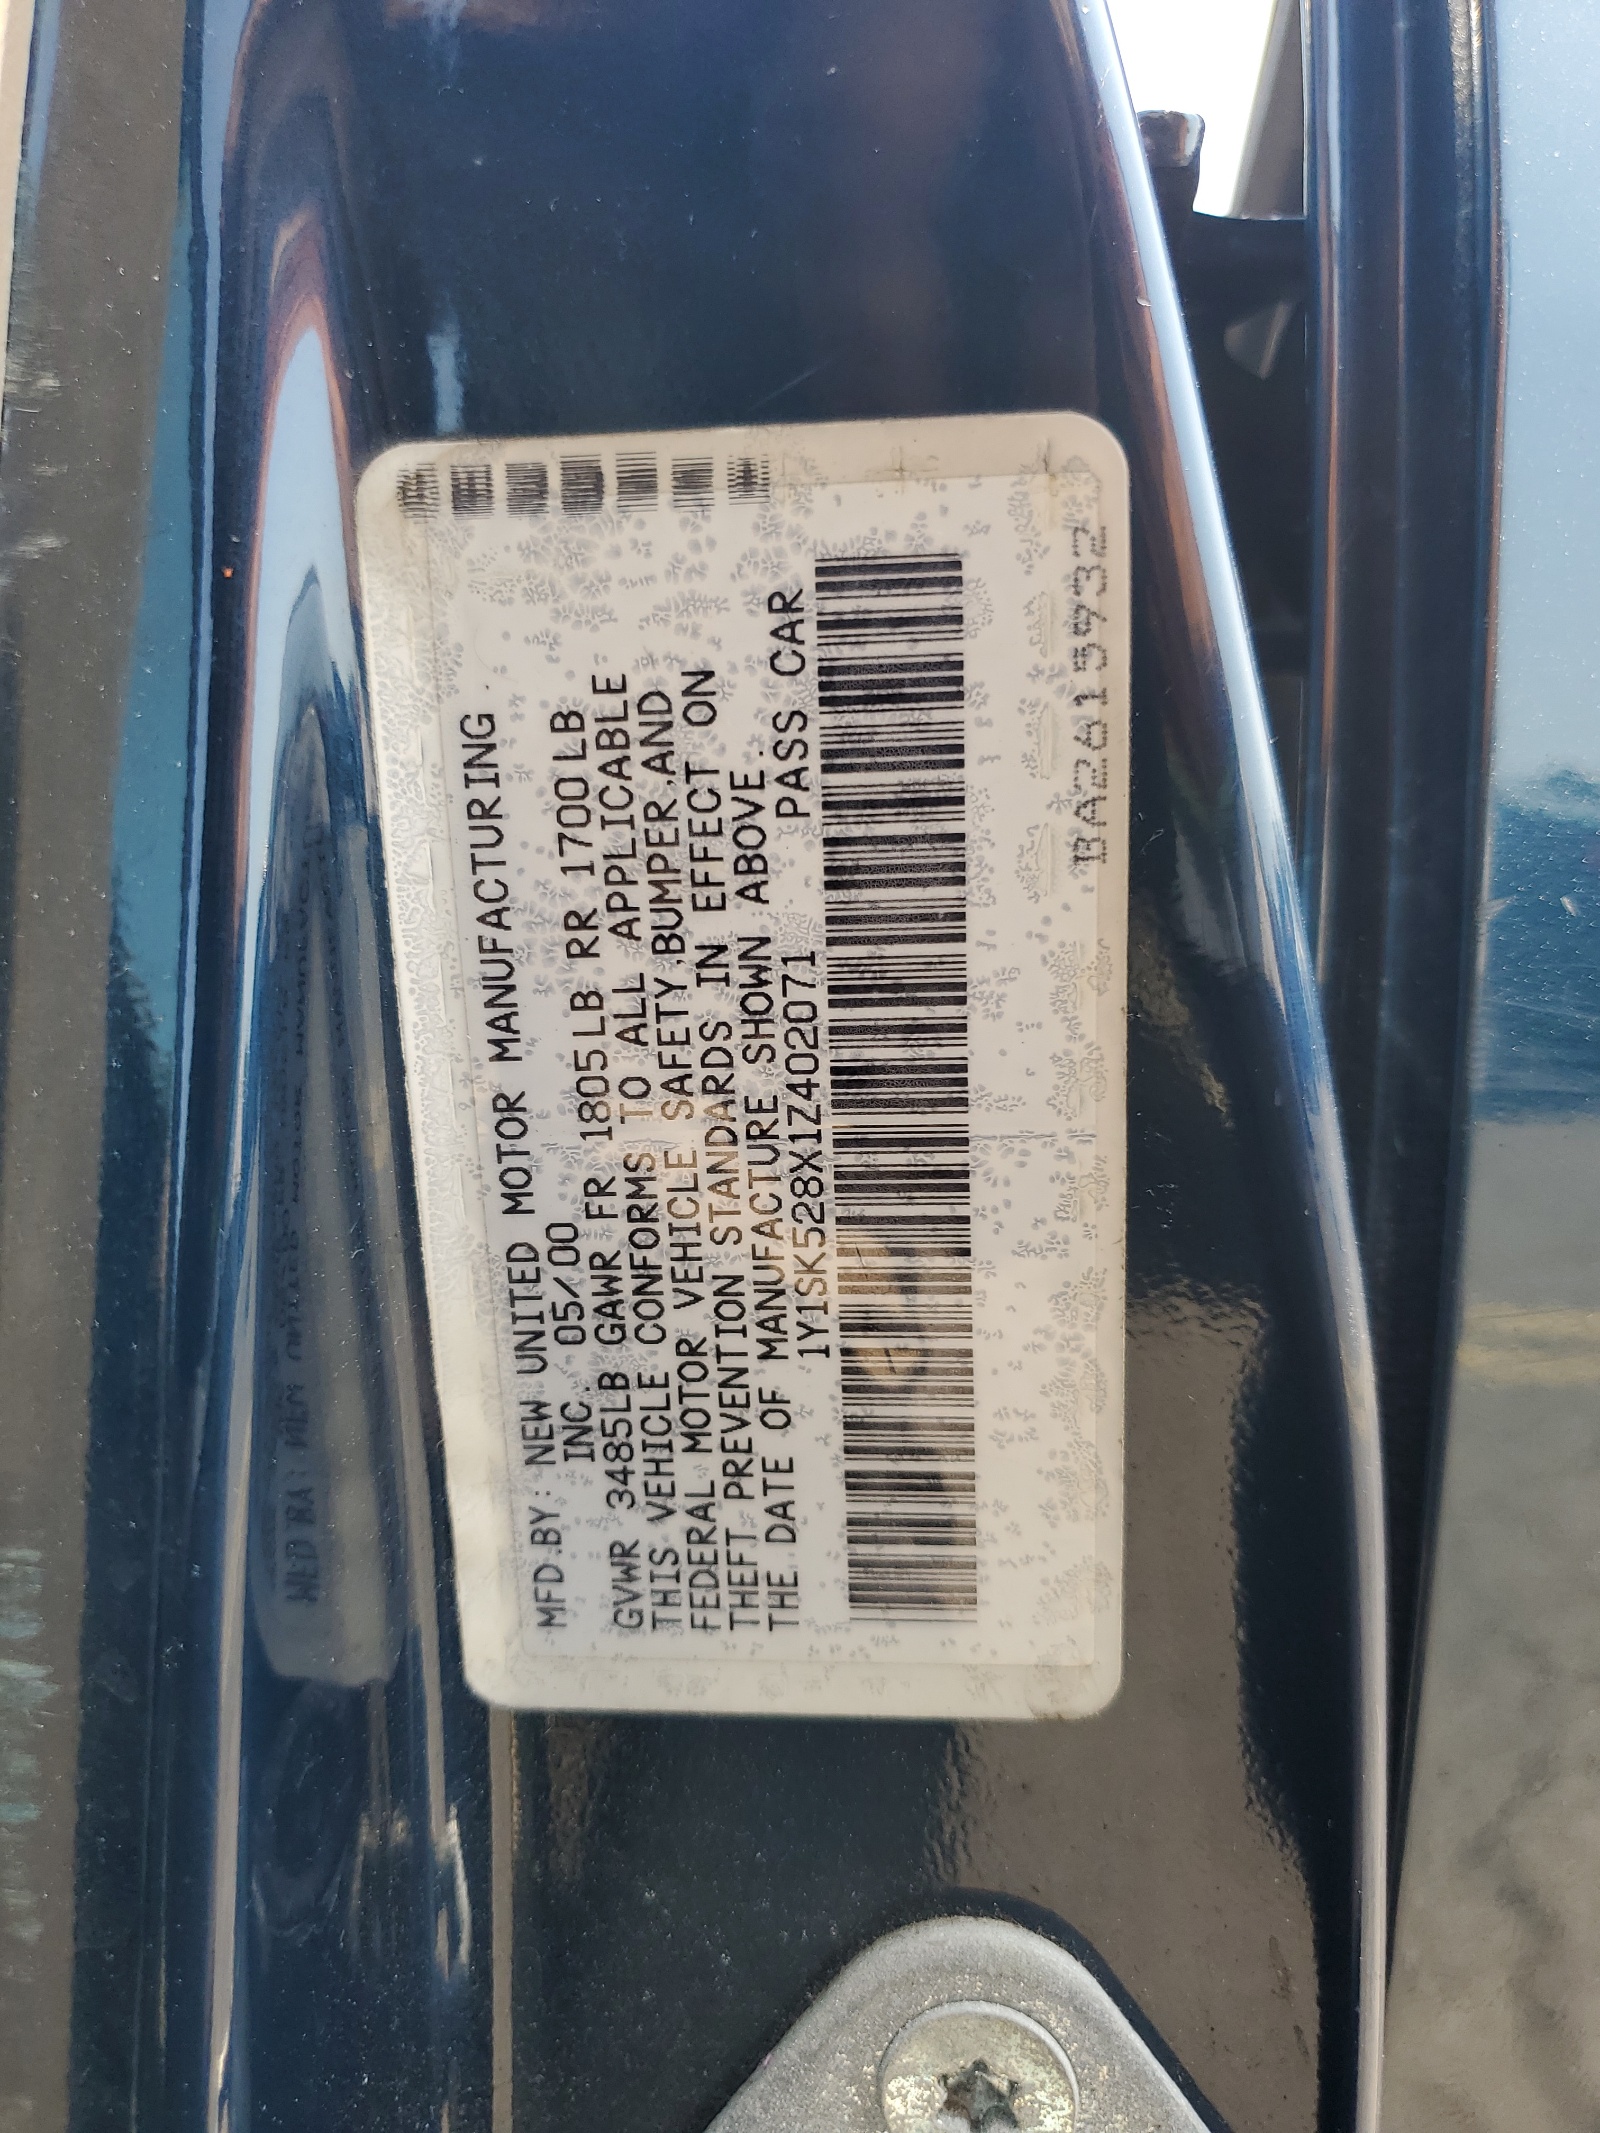 MFD.BY: NEW UNITED MOTOR MANUFACTURING
INC. 05/00
GVWR 3485LB GAWR FR 1805LB RR 1700LB
THIS VEHICLE CONFORMS TO ALL APPLICABLE
FEDERAL MOTOR VEHICLE SAFETY,BUMPER,AND
THEFT PREVENTION STANDARDS IN EFFECT ON
THE DATE OF MANUFACTURE SHOWN ABOVE.
1Y1SK528X1Z402071 PASS CAR